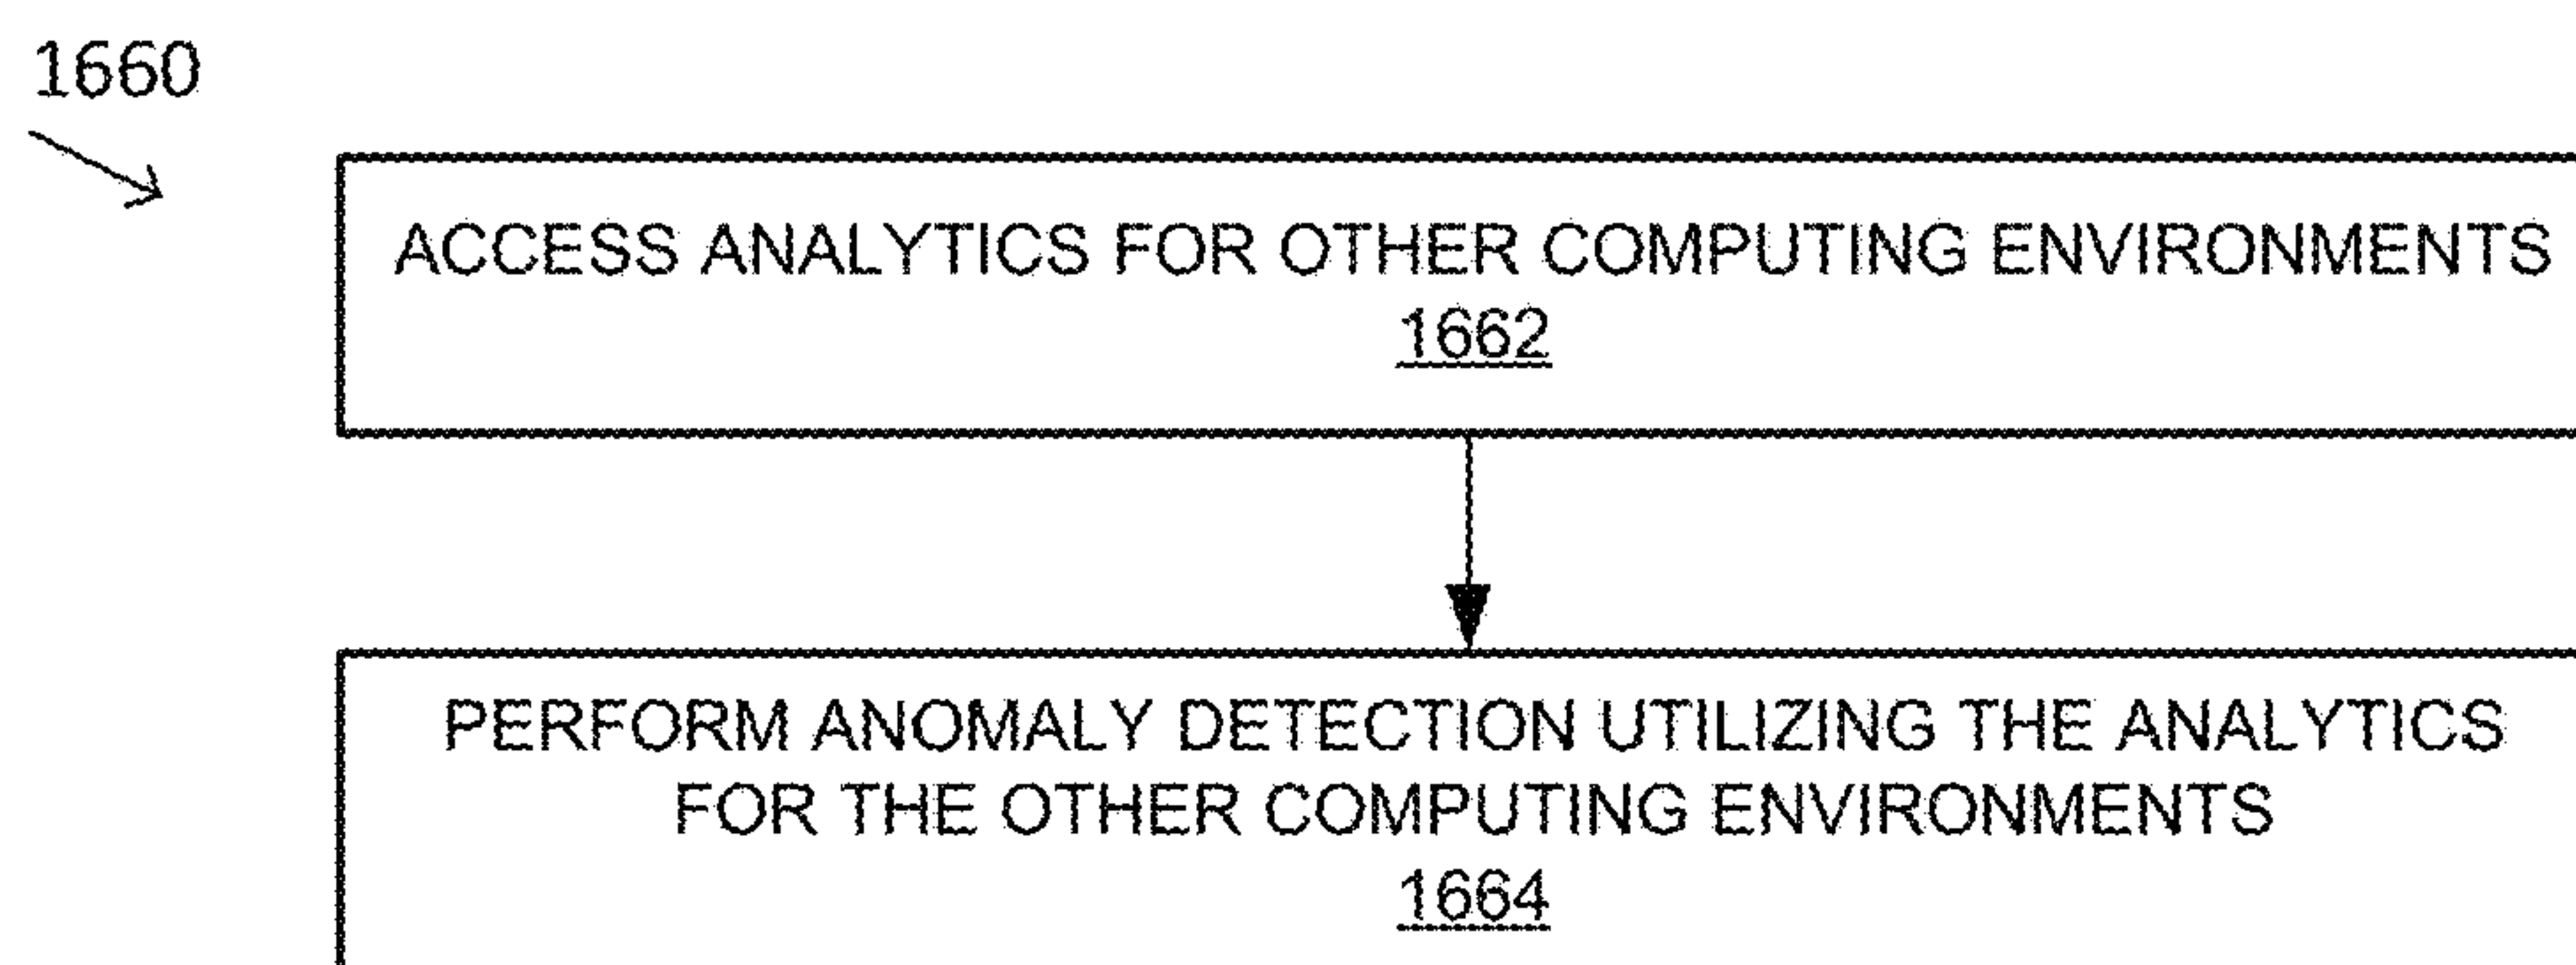 1660
ACCESS ANALYTICS FOR OTHER COMPUTING ENVIRONMENTS
1662
PERFORM ANOMALY DETECTION UTILIZING THE ANALYTICS
FOR THE OTHER COMPUTING ENVIRONMENTS
1664